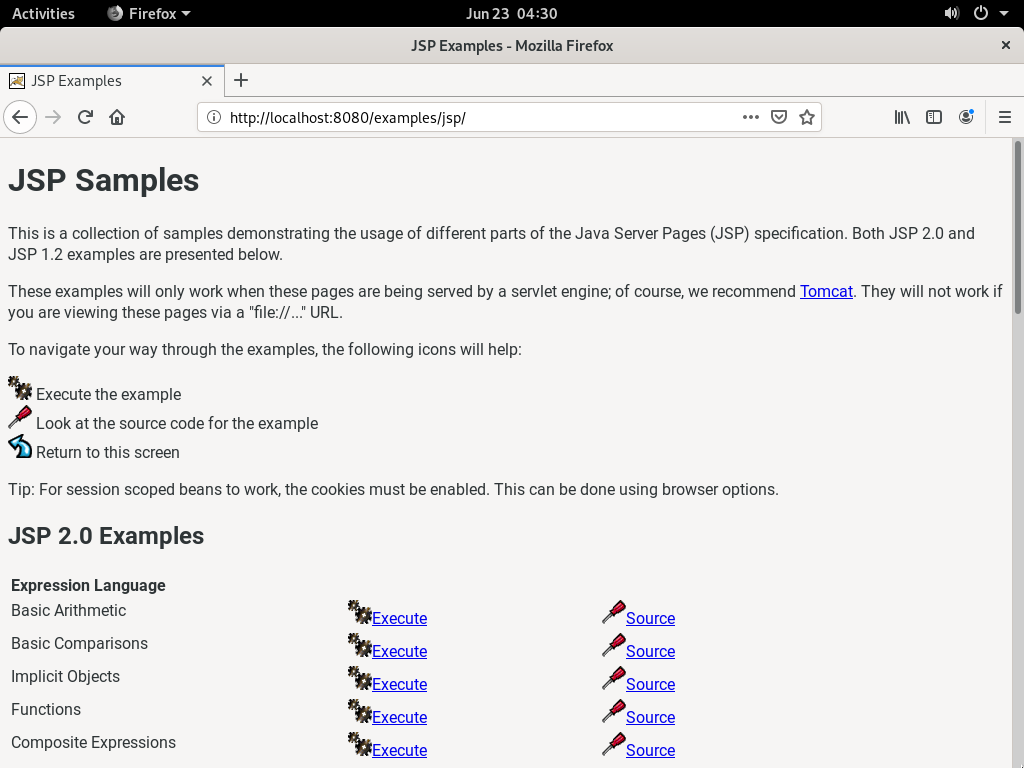 Activities Firefox Jun 23 04:30
JSP Examples - Mozilla Firefox
JSP Examples
http://localhost:8080/examples/jsp/
JSP Samples
This is a collection of samples demonstrating the usage of different parts of the Java Server Pages (JSP) specification. Both JSP 2.0 and
JSP 1.2 examples are presented below.
These examples will only work when these pages are being served by a servlet engine; of course, we recommend Tomcat. They will not work if
you are viewing these pages via a "file://..." URL.
To navigate your way through the examples, the following icons will help:
Execute the example
Look at the source code for the example
Return to this screen
Tip: For session scoped beans to work, the cookies must be enabled. This can be done using browser options.
JSP 2.0 Examples
Expression Language
Basic Arithmetic Execute Source
Basic Comparisons Execute Source
Implicit Objects Execute Source
Functions Execute Source
Composite Expressions Execute Source